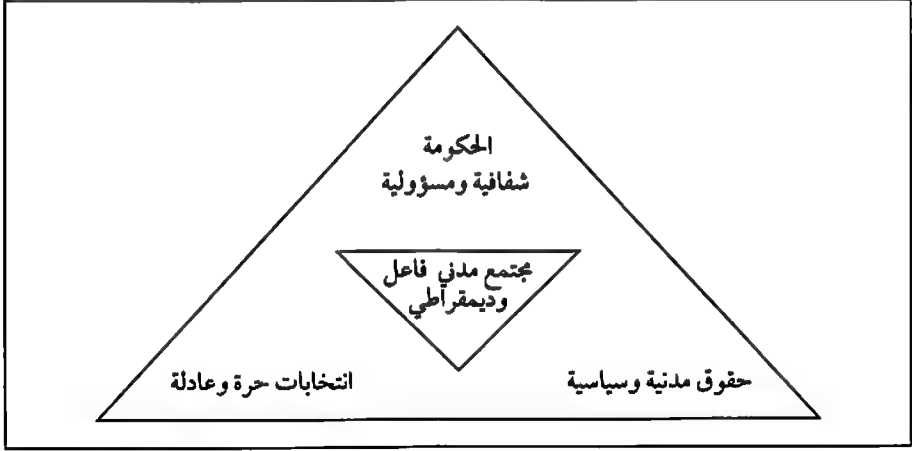 الحكومة
شفافية ومسؤولية
مجتمع مدني فاعل
وديمقراطي
حقوق مدنية وسياسية
انتخابات حرة وعادلة